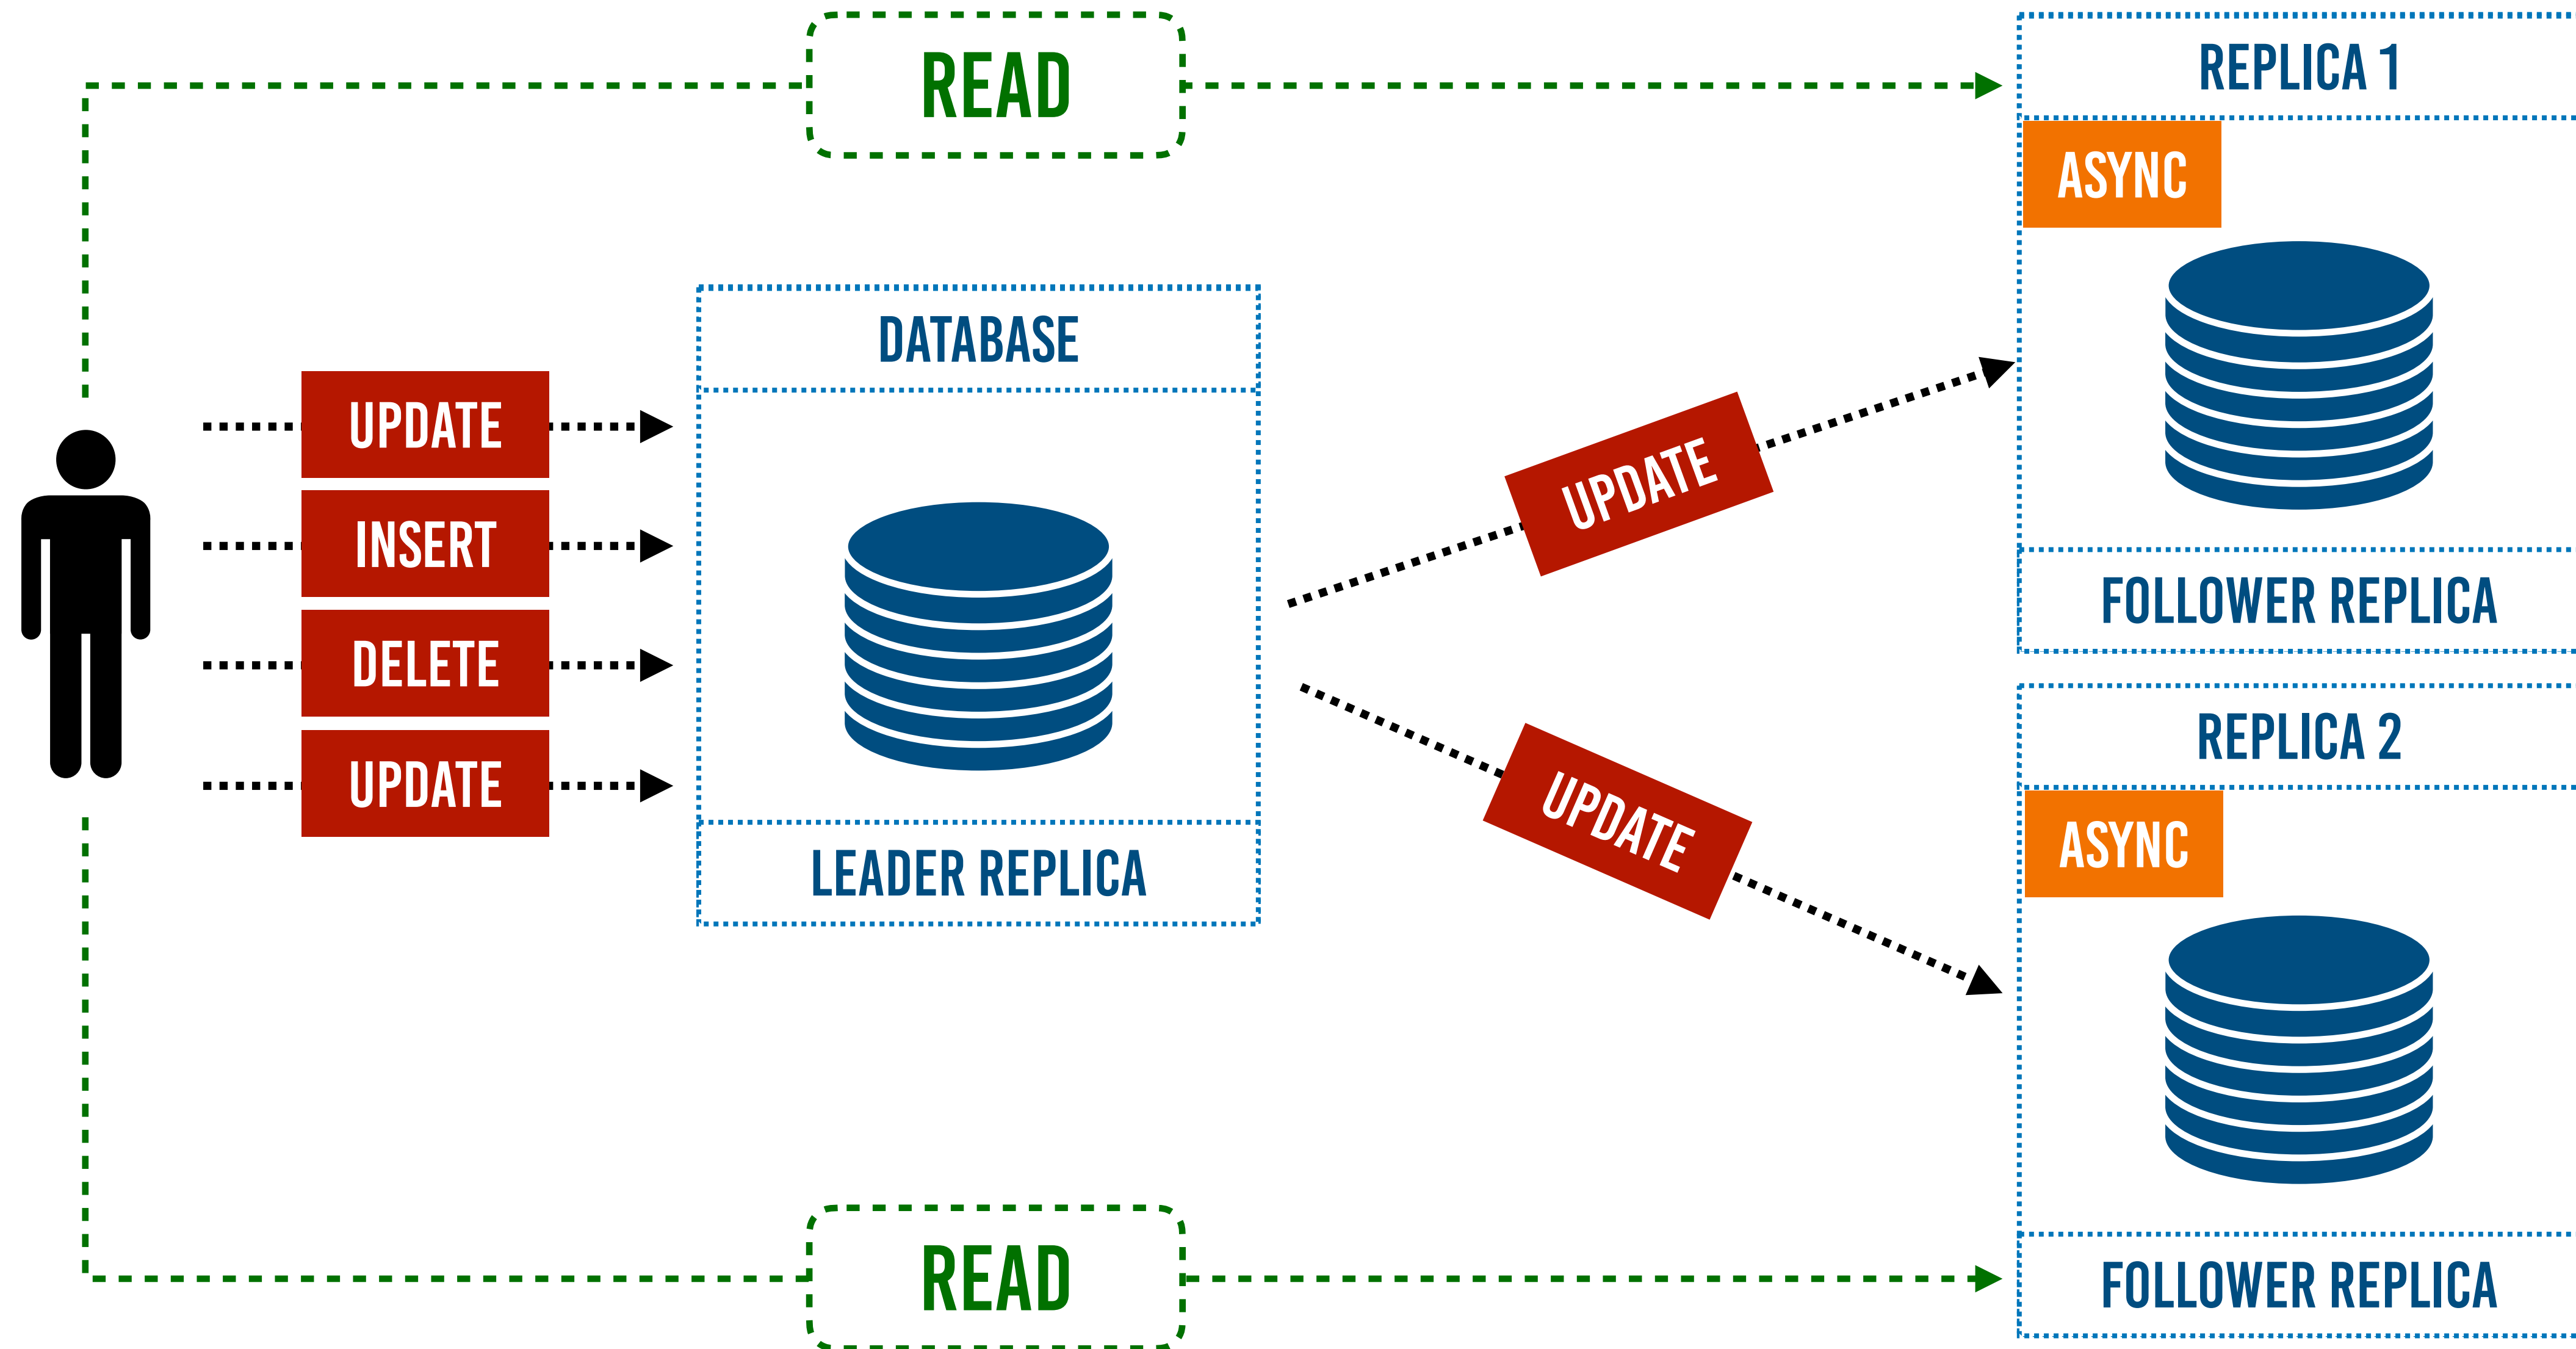 READ
REPLICA 1
ASYNC
DATABASE
UPDATE
INSERT
DELETE
UPDATE
LEADER REPLICA
UPDATE
UPDATE
FOLLOWER REPLICA
REPLICA 2
ASYNC
READ
FOLLOWER REPLICA